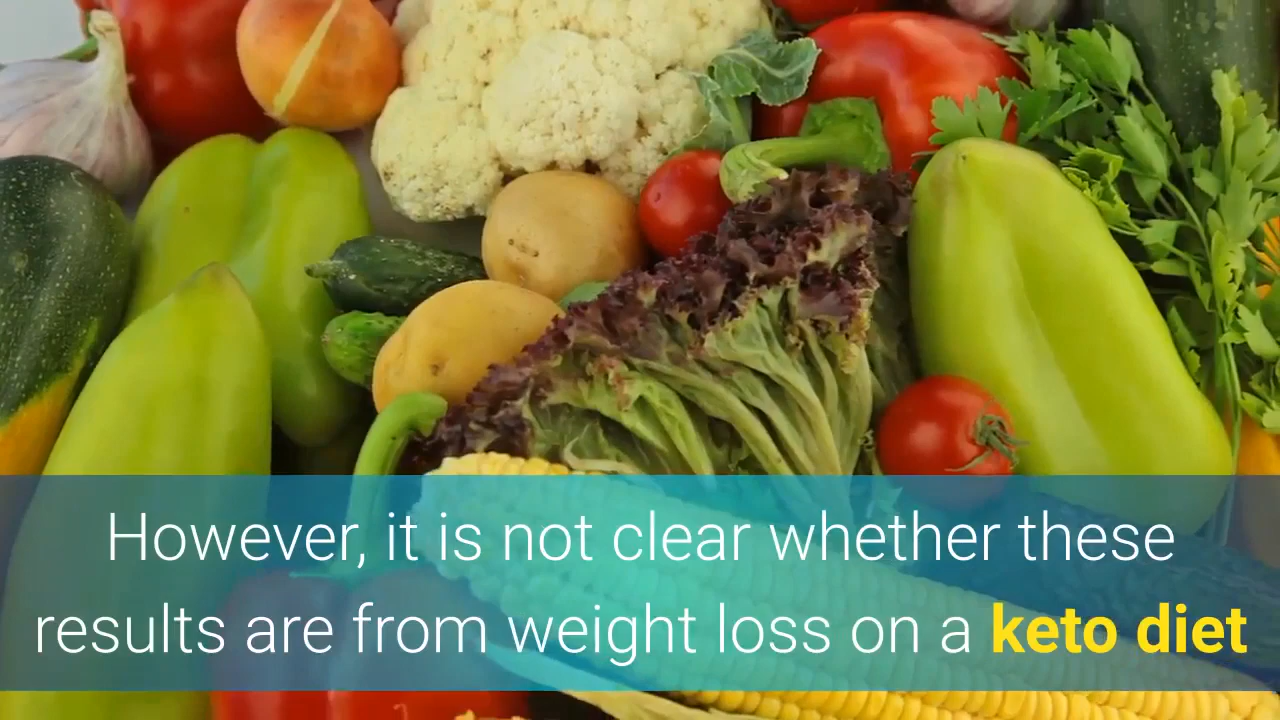 However, it is not clear whether these
results are from weight loss on a keto diet